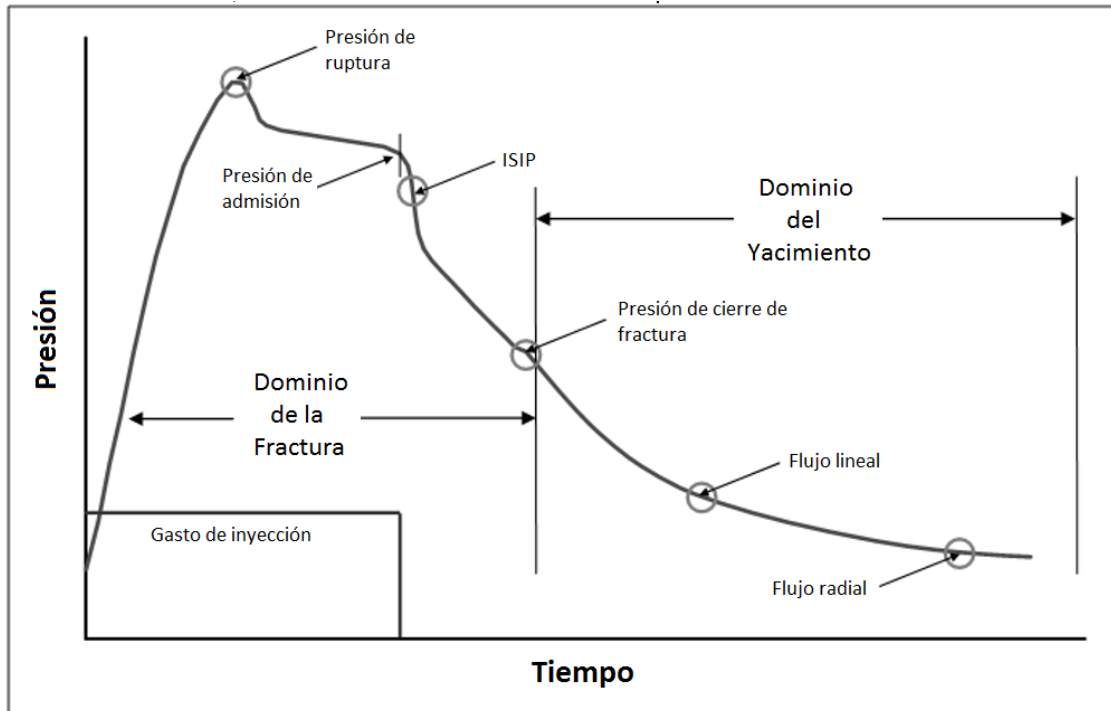 Presión de
ruptura
Presión de
admisión
ISIP
Dominio
del
Yacimiento
Presión de cierre de
fractura
Dominio
de la
Fractura
Flujo lineal
Flujo radial
Gasto de inyección
Presión
Tiempo